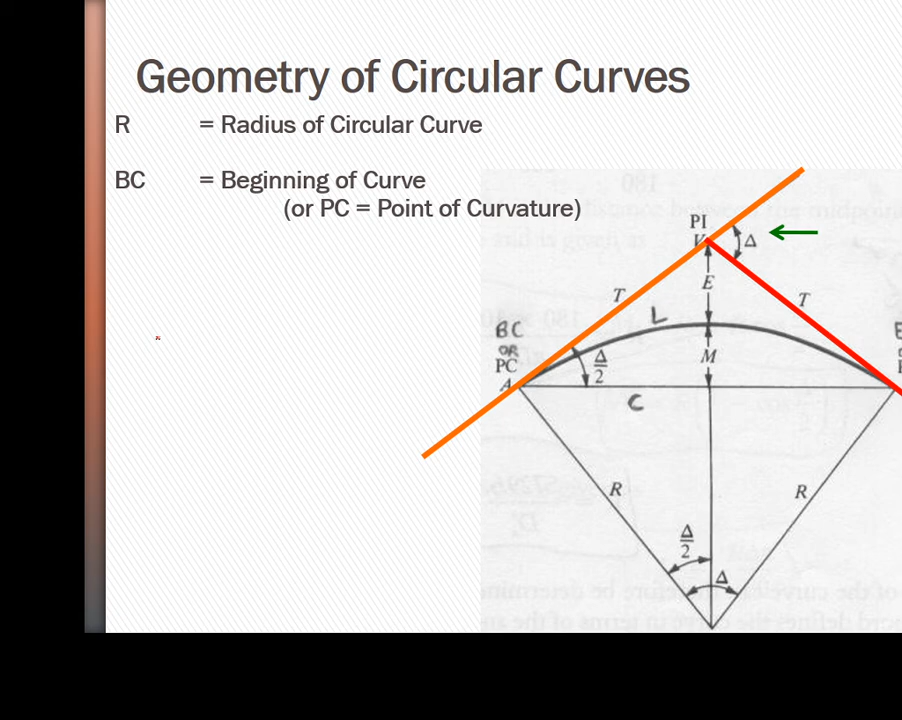 Geometry of Circular Curves
R = Radius of Circular Curve
BC = Beginning of Curve
(or PC = Point of Curvature)
PI
V
Δ
E
T
T
L
BC
OR
PC
A
Δ
2
M
C
R
R
Δ
2
Δ